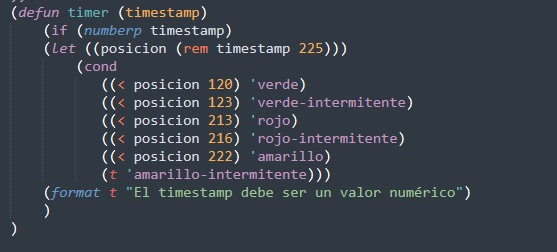 (defun timer (timestamp)
    (if (numberp timestamp)
    (let ((posicion (rem timestamp 225)))
        (cond
           ((< posicion 120) 'verde)
           ((< posicion 123) 'verde-intermitente)
           ((< posicion 213) 'rojo)
           ((< posicion 216) 'rojo-intermitente)
           ((< posicion 222) 'amarillo)
           (t 'amarillo-intermitente)))
    (format t "El timestamp debe ser un valor numérico")
    )
)